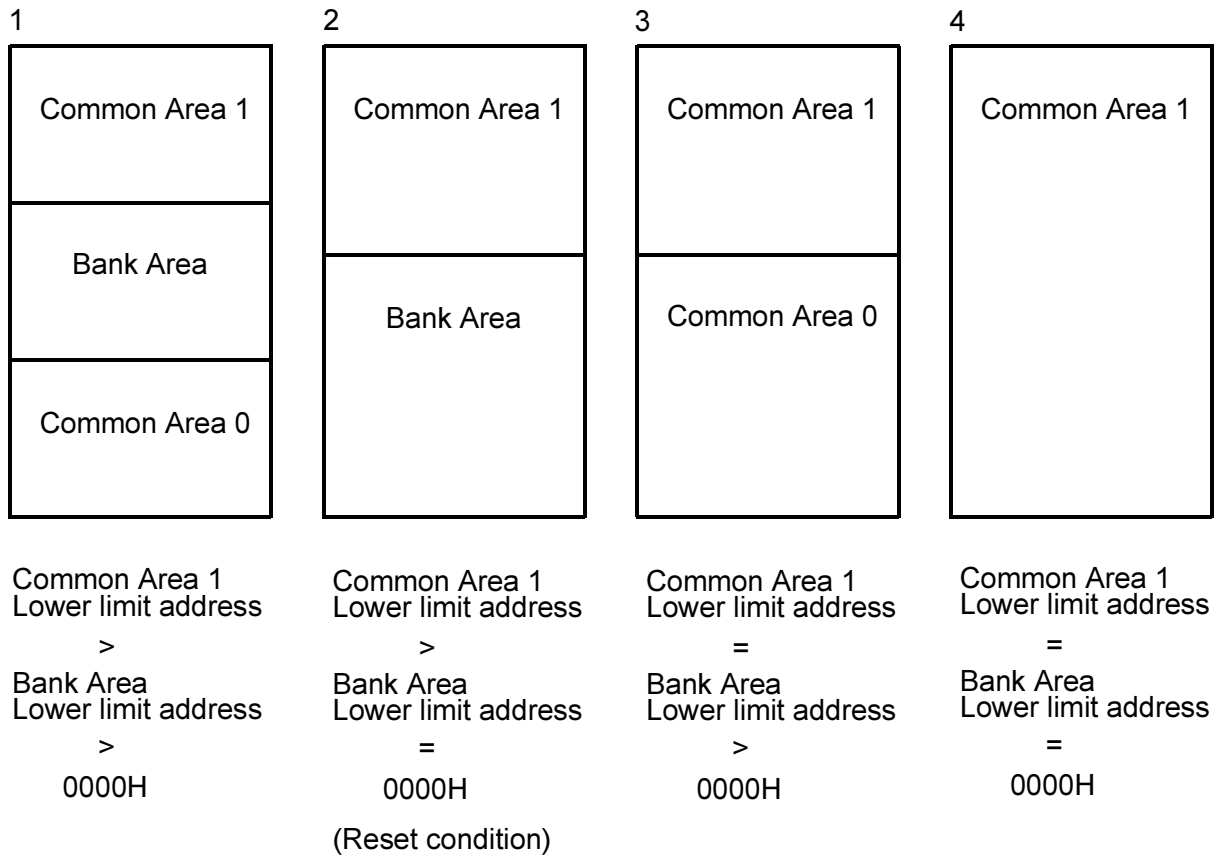 1
Common Area 1
Bank Area
Common Area 0
Common Area 1
Lower limit address
>
Bank Area
Lower limit address
>
0000H
2
Common Area 1
Bank Area
Common Area 1
Lower limit address
>
Bank Area
Lower limit address
=
0000H
(Reset condition)
3
Common Area 1
Common Area 0
Common Area 1
Lower limit address
=
Bank Area
Lower limit address
>
0000H
4
Common Area 1
Common Area 1
Lower limit address
=
Bank Area
Lower limit address
=
0000H